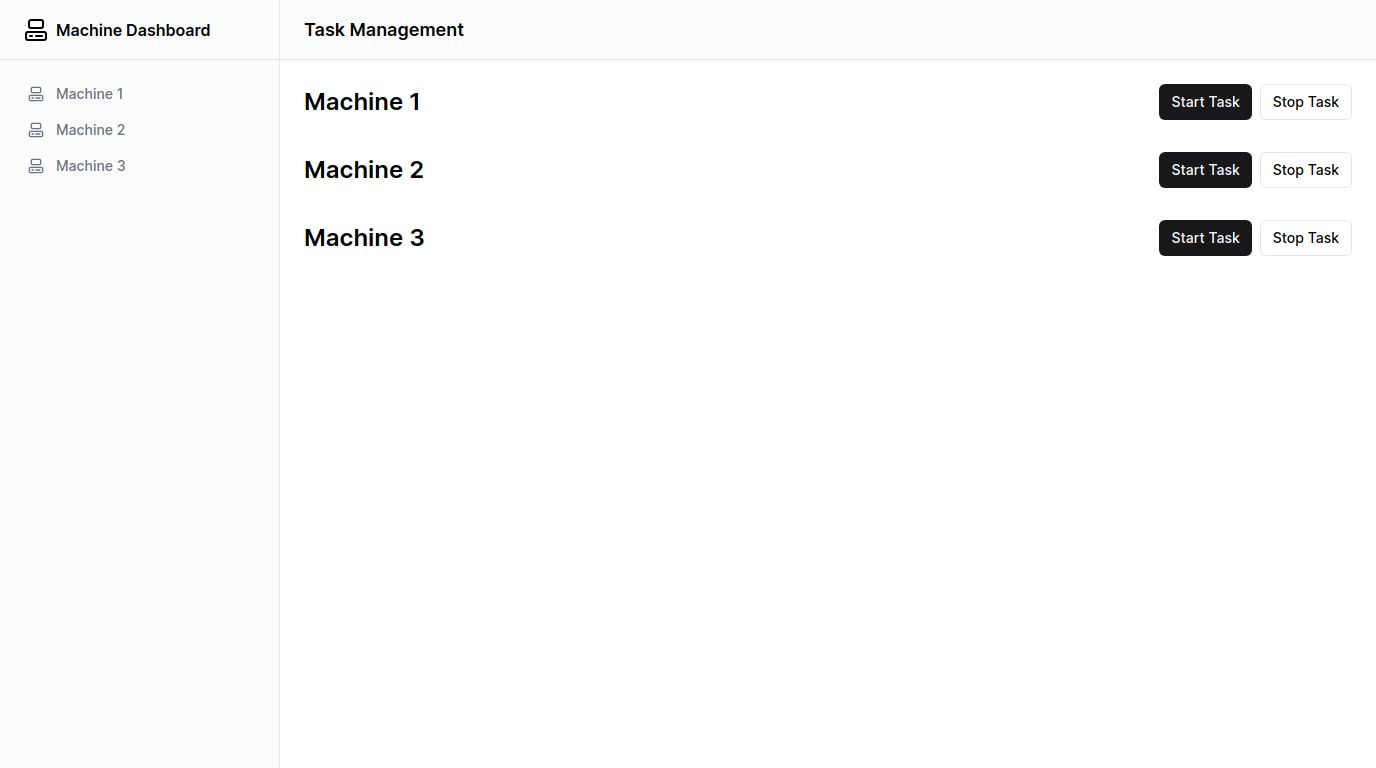 Machine Dashboard
Machine 1
Machine 2
Machine 3
Task Management
Machine 1 Start Task Stop Task
Machine 2 Start Task Stop Task
Machine 3 Start Task Stop Task